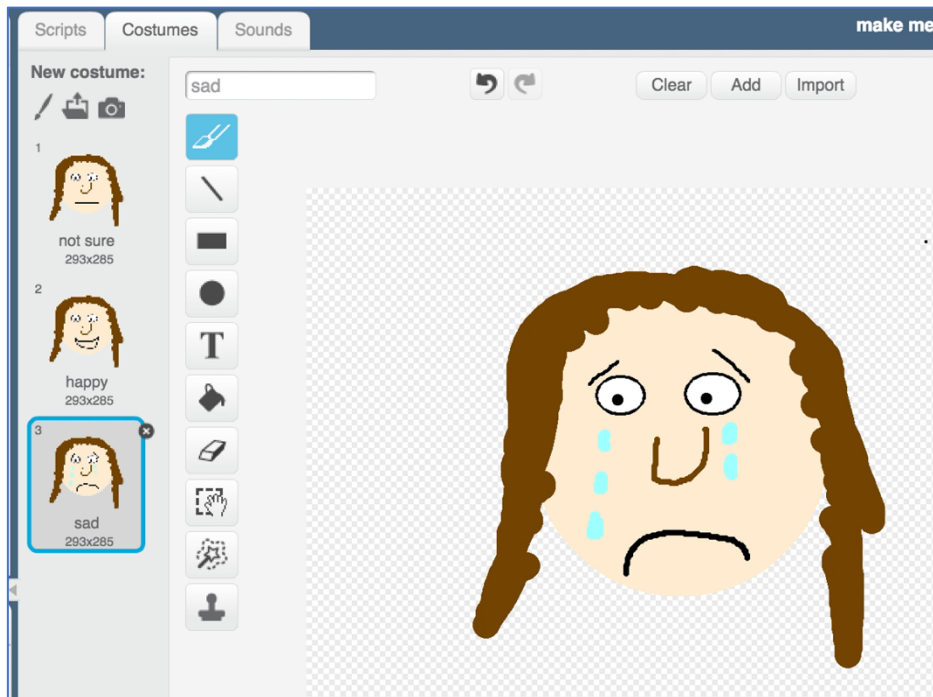 Scripts
Costumes
Sounds
make me
New costume:
sad
Clear
Add
Import
1
not sure
293x285
2
happy
293x285
3
sad
293x285
T